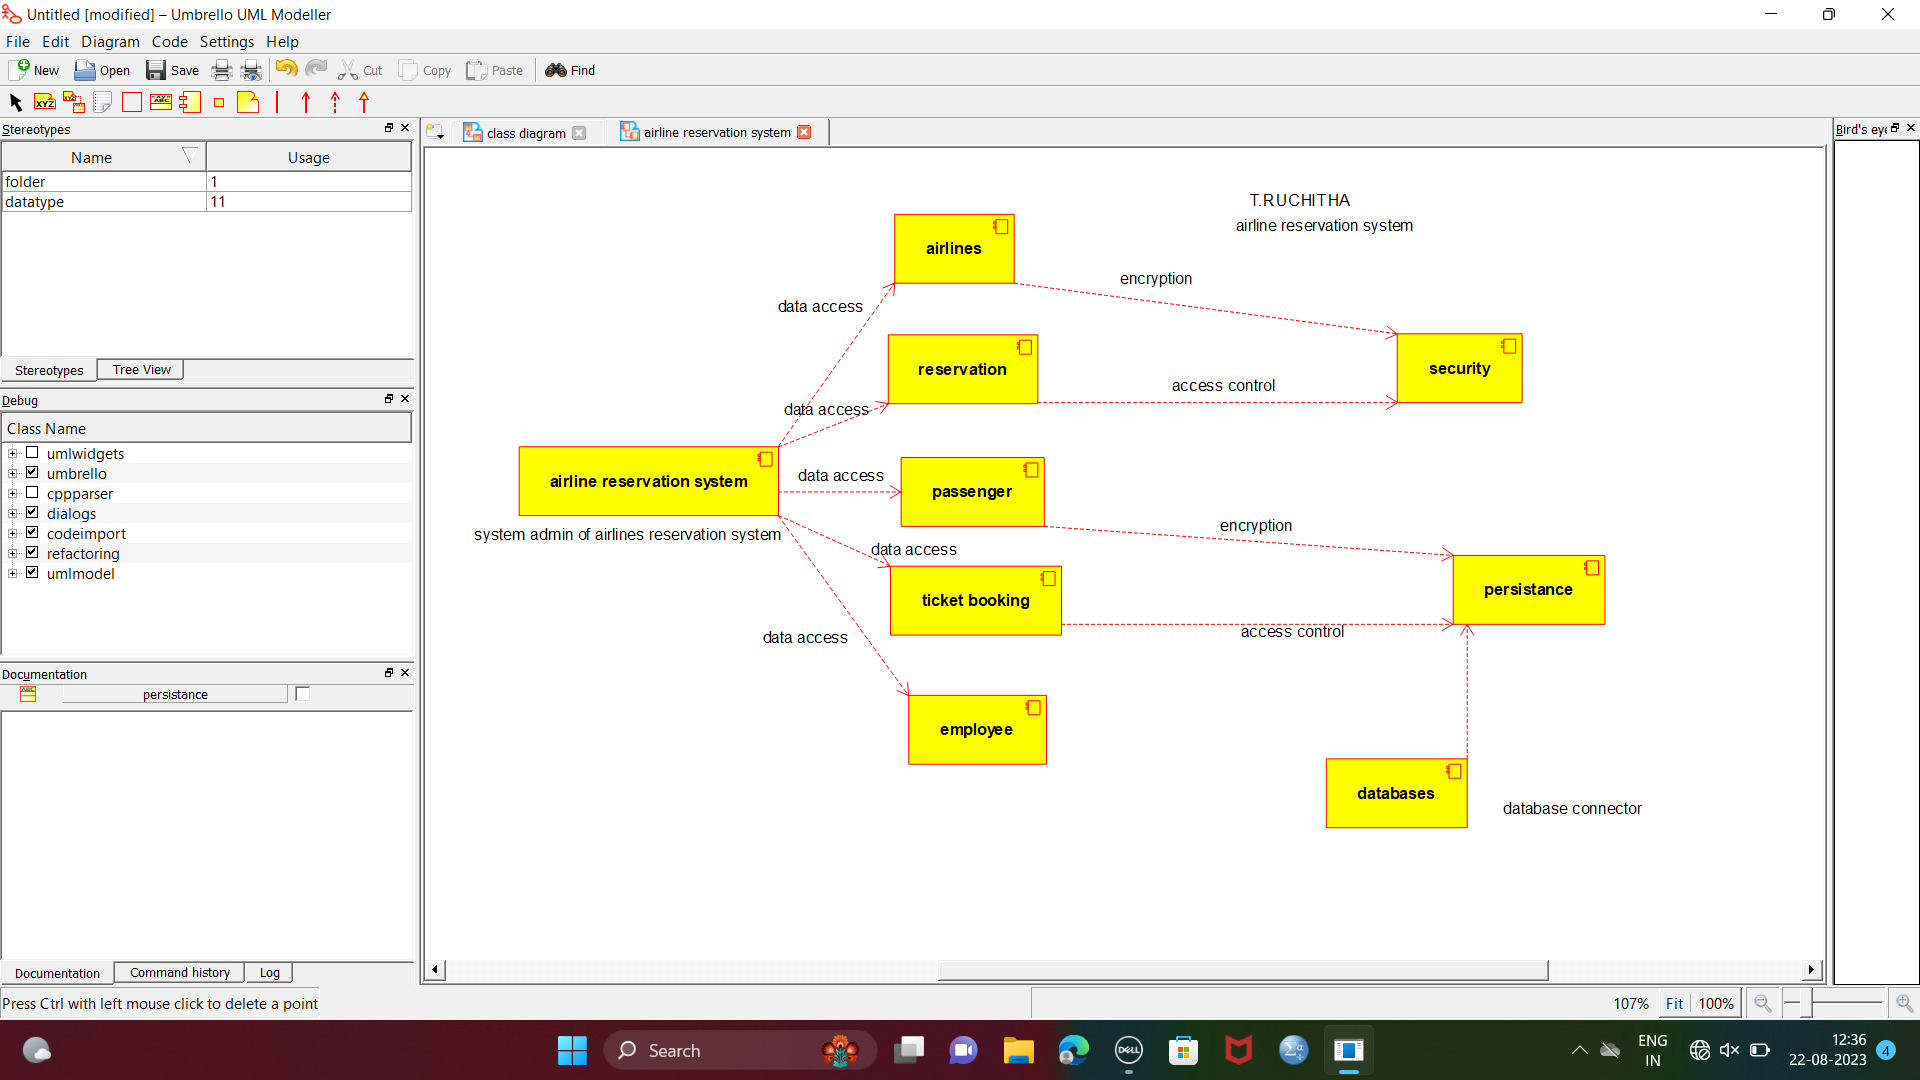 Untitled [modified] – Umbrello UML Modeller
File Edit Diagram Code Settings Help
New Open Save Cut Copy Paste Find
Stereotypes
Name Usage
folder 1
datatype 11
Stereotypes Tree View
Debug
Class Name
umlwidgets
umbrello
cppparser
dialogs
codeimport
refactoring
umlmodel
Documentation
persistance
Documentation Command history Log
Press Ctrl with left mouse click to delete a point
class diagram airline reservation system
Bird's eye
T.RUCHITHA
airline reservation system
airlines
encryption
data access
security
reservation
access control
data access
airline reservation system
data access
passenger
system admin of airlines reservation system
encryption
data access
ticket booking
persistance
access control
data access
employee
databases
database connector
107% Fit 100%
Search
ENG
IN
12:36
22-08-2023
4